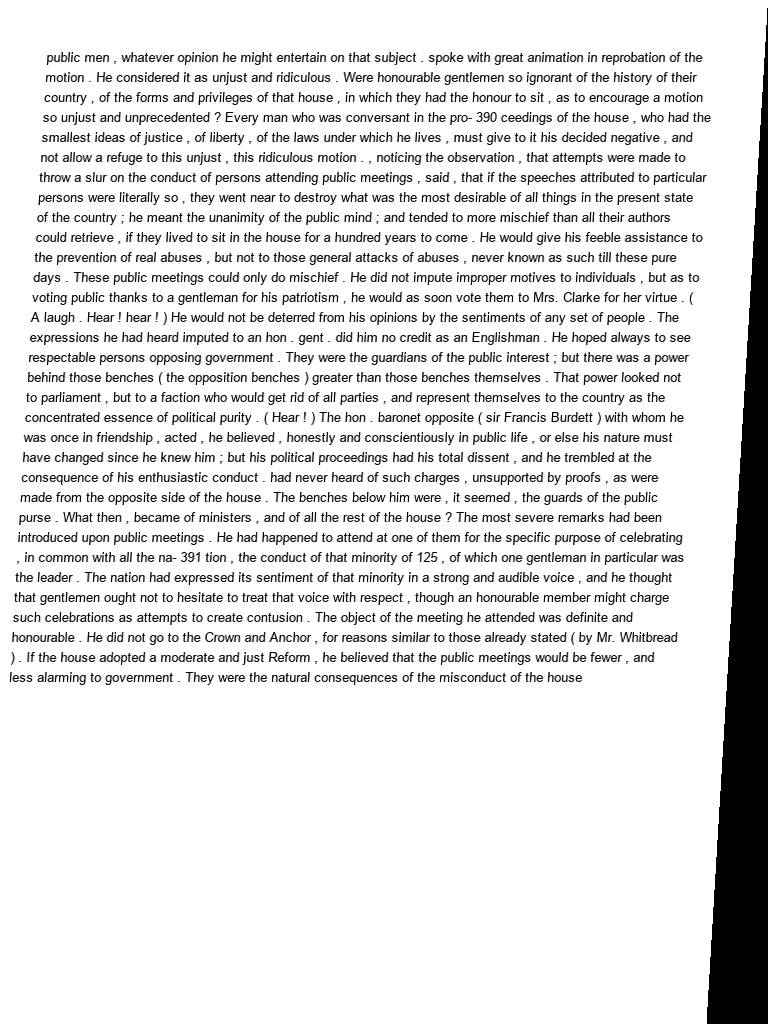 public men , whatever opinion he might entertain on that subject . spoke with great animation in reprobation of the
motion . He considered it as unjust and ridiculous . Were honourable gentlemen so ignorant of the history of their
country , of the forms and privileges of that house , in which they had the honour to sit , as to encourage a motion
so unjust and unprecedented ? Every man who was conversant in the pro- 390 ceedings of the house , who had the
smallest ideas of justice , of liberty , of the laws under which he lives , must give to it his decided negative , and
not allow a refuge to this unjust , this ridiculous motion . , noticing the observation , that attempts were made to
throw a slur on the conduct of persons attending public meetings , said , that if the speeches attributed to particular
persons were literally so , they went near to destroy what was the most desirable of all things in the present state
of the country ; he meant the unanimity of the public mind ; and tended to more mischief than all their authors
could retrieve , if they lived to sit in the house for a hundred years to come . He would give his feeble assistance to
the prevention of real abuses , but not to those general attacks of abuses , never known as such till these pure
days . These public meetings could only do mischief . He did not impute improper motives to individuals , but as to
voting public thanks to a gentleman for his patriotism , he would as soon vote them to Mrs. Clarke for her virtue . (
A laugh . Hear ! hear ! ) He would not be deterred from his opinions by the sentiments of any set of people . The
expressions he had heard imputed to an hon . gent . did him no credit as an Englishman . He hoped always to see
respectable persons opposing government . They were the guardians of the public interest ; but there was a power
behind those benches ( the opposition benches ) greater than those benches themselves . That power looked not
to parliament , but to a faction who would get rid of all parties , and represent themselves to the country as the
concentrated essence of political purity . ( Hear ! ) The hon . baronet opposite ( sir Francis Burdett ) with whom he
was once in friendship , acted , he believed , honestly and conscientiously in public life , or else his nature must
have changed since he knew him ; but his political proceedings had his total dissent , and he trembled at the
consequence of his enthusiastic conduct . had never heard of such charges , unsupported by proofs , as were
made from the opposite side of the house . The benches below him were , it seemed , the guards of the public
purse . What then , became of ministers , and of all the rest of the house ? The most severe remarks had been
introduced upon public meetings . He had happened to attend at one of them for the specific purpose of celebrating
, in common with all the na- 391 tion , the conduct of that minority of 125 , of which one gentleman in particular was
the leader . The nation had expressed its sentiment of that minority in a strong and audible voice , and he thought
that gentlemen ought not to hesitate to treat that voice with respect , though an honourable member might charge
such celebrations as attempts to create contusion . The object of the meeting he attended was definite and
honourable . He did not go to the Crown and Anchor , for reasons similar to those already stated ( by Mr. Whitbread
) . If the house adopted a moderate and just Reform , he believed that the public meetings would be fewer , and
less alarming to government . They were the natural consequences of the misconduct of the house